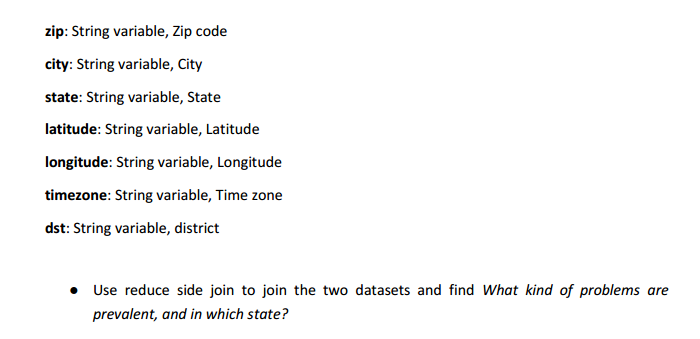 zip: String variable, Zip code
city: String variable, City
state: String variable, State
latitude: String variable, Latitude
longitude: String variable, Longitude
timezone: String variable, Time zone
dst: String variable, district
● Use reduce side join to join the two datasets and find What kind of problems are
prevalent, and in which state?